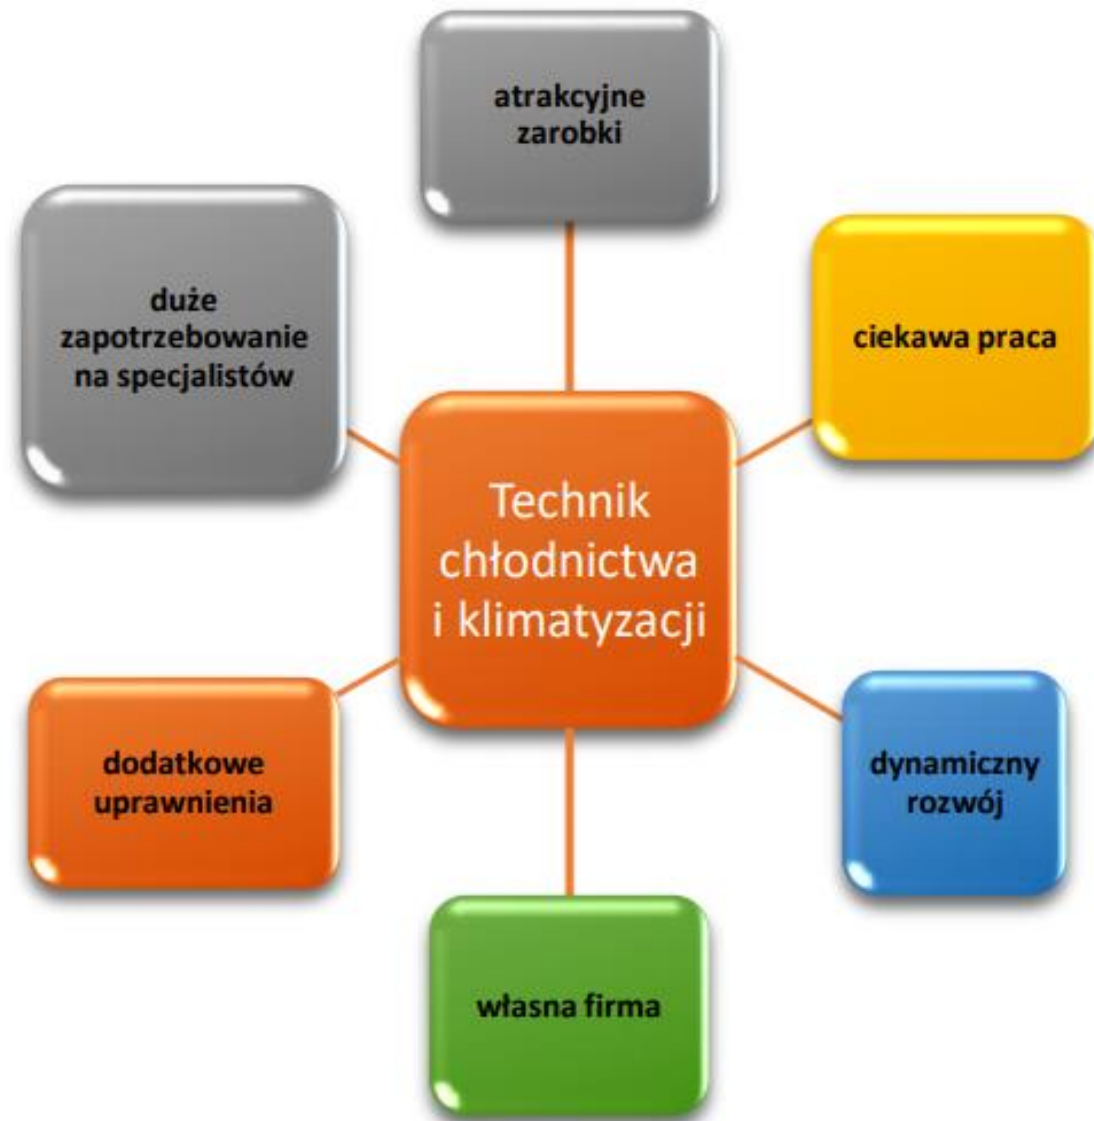 atrakcyjne
zarobki
duże
zapotrzebowanie
na specjalistów
ciekawa praca
Technik
chłodnictwa
i klimatyzacji
dodatkowe
uprawnienia
dynamiczny
rozwój
własna firma